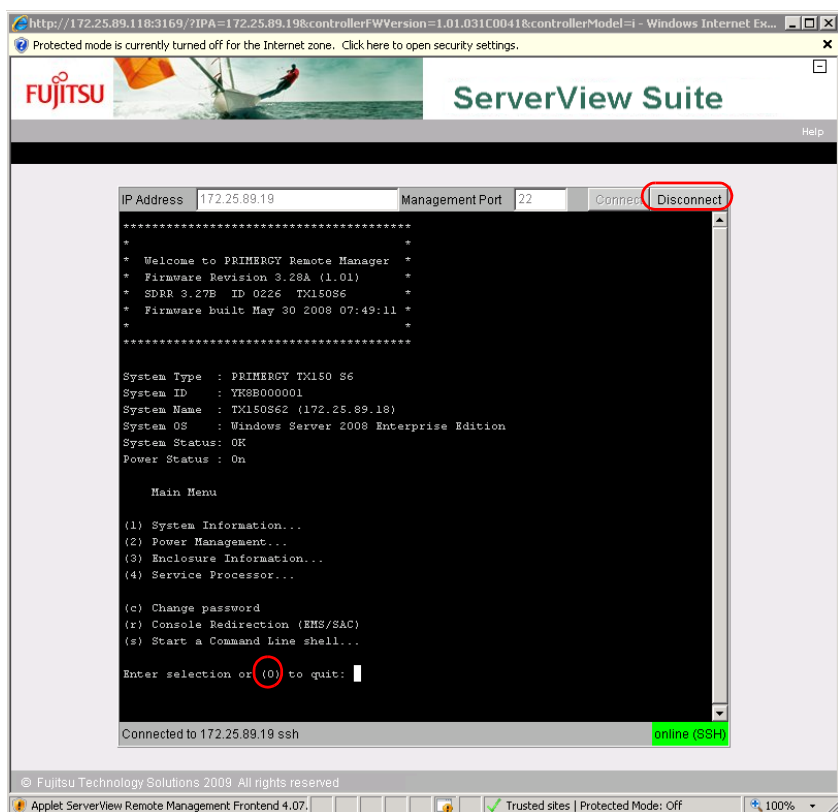 http://172.25.89.118:3169/?IPA=172.25.89.19&controllerFWVersion=1.01.031C0041&controllerModel=i - Windows Internet Ex...
Protected mode is currently turned off for the Internet zone. Click here to open security settings.
FUJITSU
ServerView Suite
Help
IP Address 172.25.89.19 Management Port 22 Connect Disconnect
*****************************************
* *
* Welcome to PRIMERGY Remote Manager *
* Firmware Revision 3.28A (1.01) *
* SDRR 3.27B ID 0226 TX150S6 *
* Firmware built May 30 2008 07:49:11 *
* *
*****************************************
System Type : PRIMERGY TX150 S6
System ID : YK8B000001
System Name : TX150S62 (172.25.89.18)
System OS : Windows Server 2008 Enterprise Edition
System Status: OK
Power Status : On
Main Menu
(1) System Information...
(2) Power Management...
(3) Enclosure Information...
(4) Service Processor...
(c) Change password
(r) Console Redirection (EMS/SAC)
(s) Start a Command Line shell...
Enter selection or (0) to quit:
Connected to 172.25.89.19 ssh online (SSH)
© Fujitsu Technology Solutions 2009 All rights reserved
Applet ServerView Remote Management Frontend 4.07. Trusted sites | Protected Mode: Off 100%